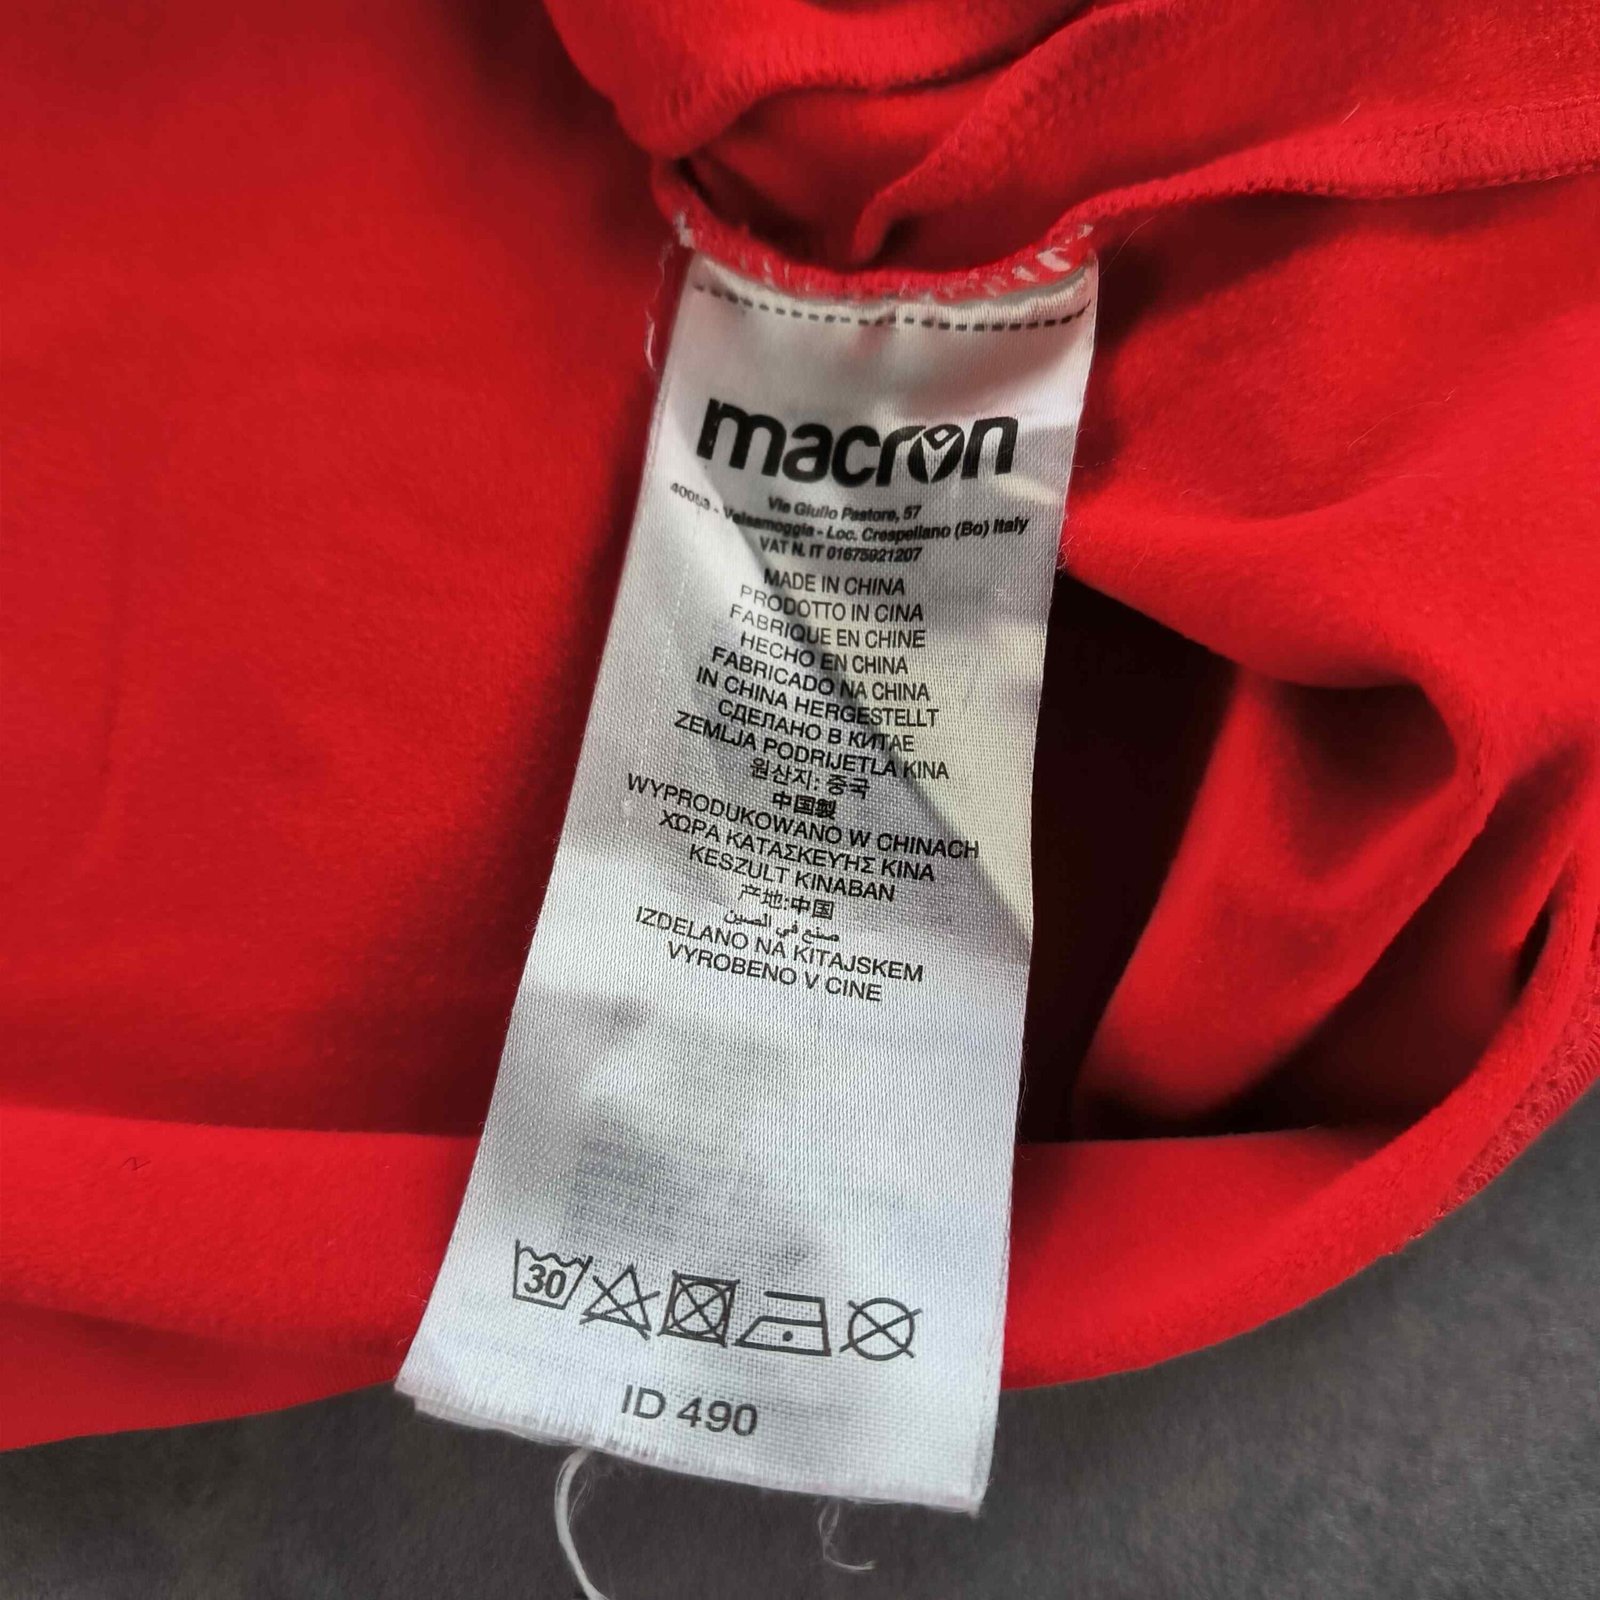 macron
Via Giulio Pastore, 57
40053 - Valsamoggia - Loc. Crespellano (Bo) Italy
VAT N. IT 01675921207
MADE IN CHINA
PRODOTTO IN CINA
FABRIQUE EN CHINE
HECHO EN CHINA
FABRICADO NA CHINA
IN CHINA HERGESTELLT
СДЕЛАНО В КИТАЕ
ZEMLJA PODRIJETLA KINA
원산지: 중국
中国製
WYPRODUKOWANO W CHINACH
ΧΩΡΑ ΚΑΤΑΣΚΕΥΉΣ ΚΙΝΑ
KESZULT KINABAN
产地:中国
صنع في الصين
IZDELANO NA KITAJSKEM
VYROBENO V CINE
30
ID 490